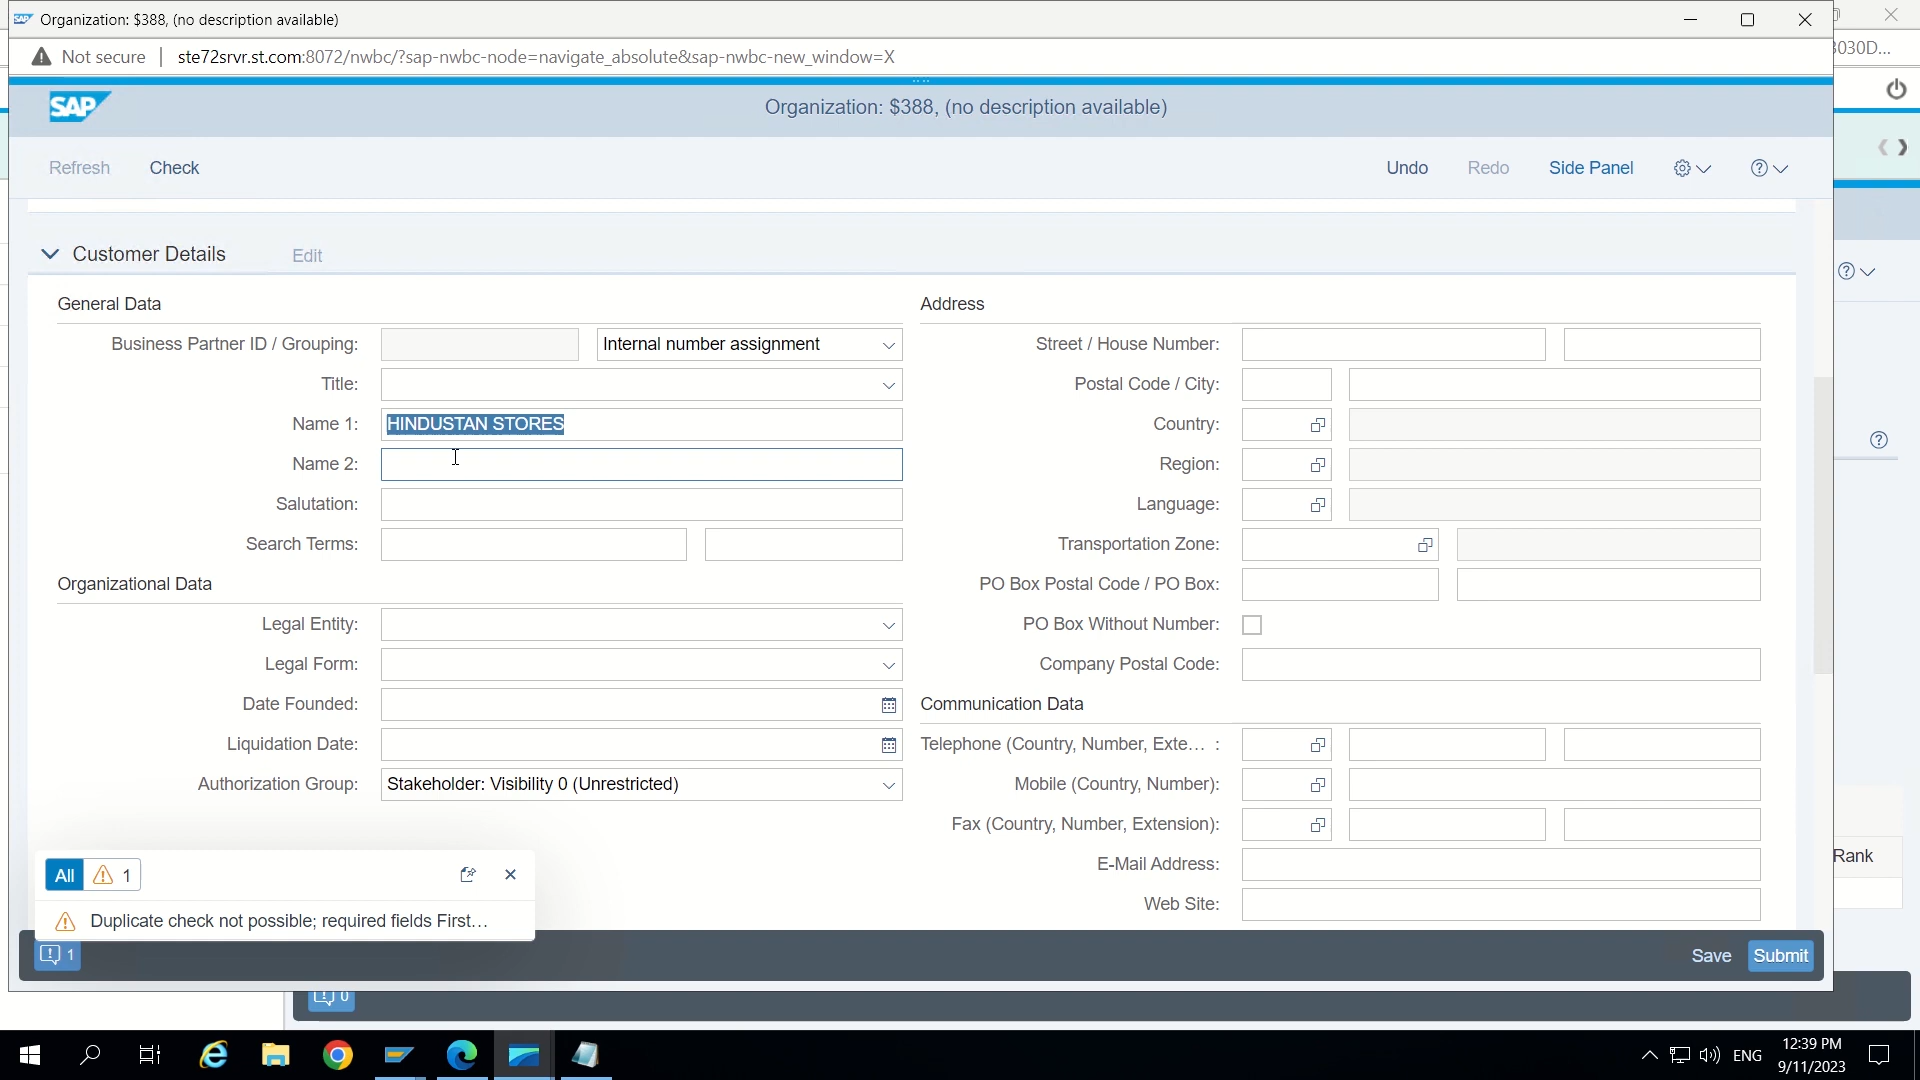 SAP Organization: $388, (no description available)
Not secure | ste72srvr.st.com:8072/nwbc/?sap-nwbc-node=navigate_absolute&sap-nwbc-new_window=X
3030D...
SAP
Organization: $388, (no description available)
Refresh Check Undo Redo Side Panel
Customer Details Edit
General Data
Business Partner ID / Grouping: Internal number assignment
Title:
Name 1: HINDUSTAN STORES
Name 2:
Salutation:
Search Terms:
Organizational Data
Legal Entity:
Legal Form:
Date Founded:
Liquidation Date:
Authorization Group: Stakeholder: Visibility 0 (Unrestricted)
Address
Street / House Number:
Postal Code / City:
Country:
Region:
Language:
Transportation Zone:
PO Box Postal Code / PO Box:
PO Box Without Number:
Company Postal Code:
Communication Data
Telephone (Country, Number, Exte... :
Mobile (Country, Number):
Fax (Country, Number, Extension):
E-Mail Address:
Web Site:
Rank
All 1
Duplicate check not possible; required fields First...
1
Save Submit
0
ENG
12:39 PM
9/11/2023